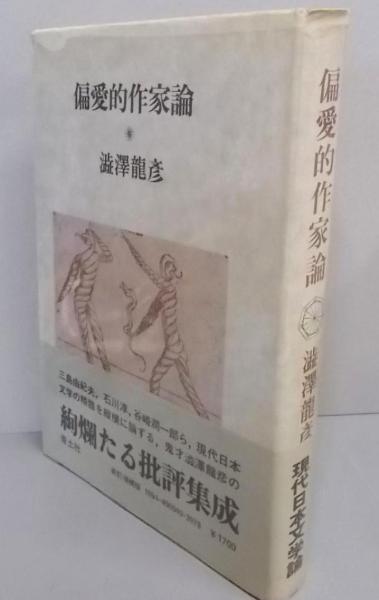 偏愛的作家論
澁澤龍彥
三島由紀夫，石川淳，谷崎潤一郎ら，現代日本
文学の特質を縦横に論ずる，鬼才澁澤龍彥の
絢爛たる批評集成
青土社
¥1700
偏愛的作家論
澁澤龍彥
現代日本文学論